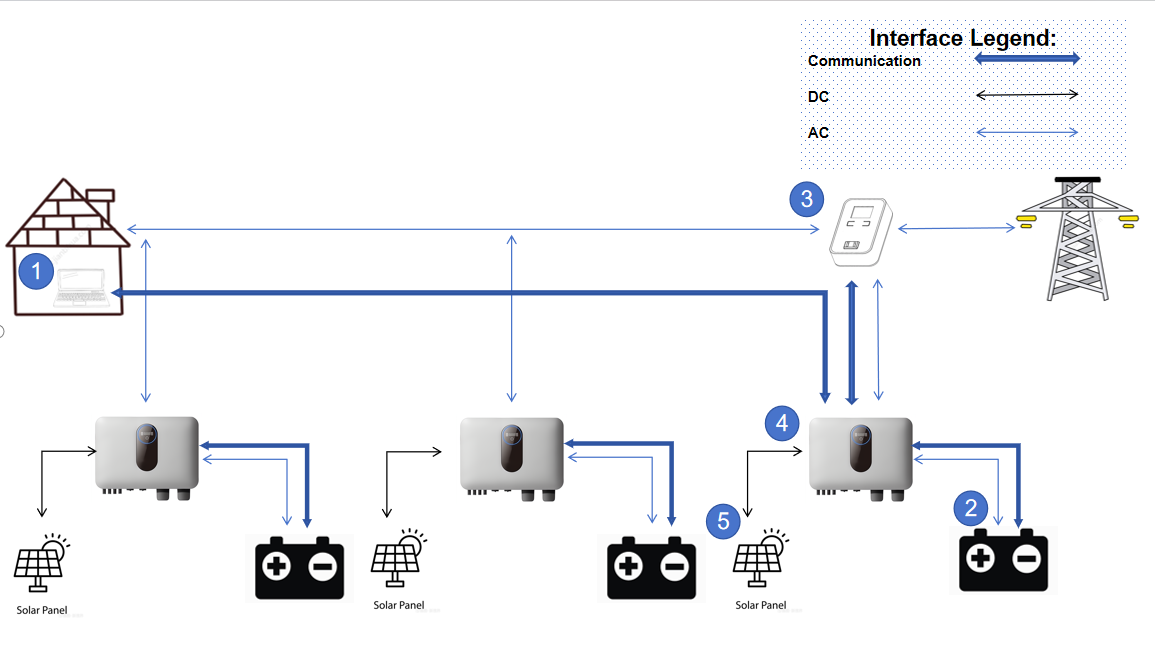 Interface Legend:
Communication
DC
AC
3
1
4
2
5
Solar Panel
Solar Panel
Solar Panel